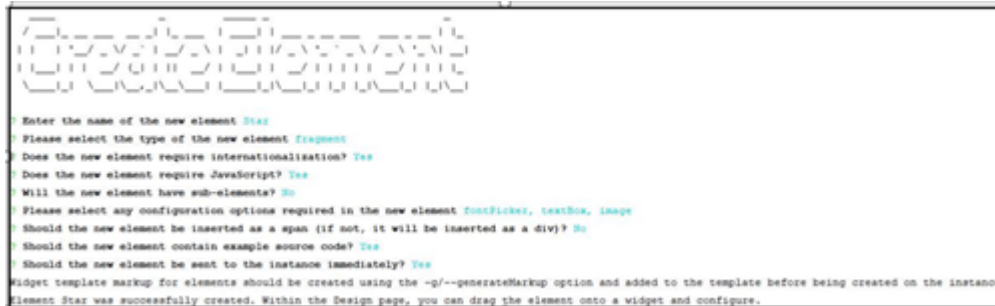 Create Element
? Enter the name of the new element Star
? Please select the type of the new element fragment
? Does the new element require internationalization? Yes
? Does the new element require JavaScript? Yes
? Will the new element have sub-elements? No
? Please select any configuration options required in the new element fontPicker, textBox, image
? Should the new element be inserted as a span (if not, it will be inserted as a div)? No
? Should the new element contain example source code? Yes
? Should the new element be sent to the instance immediately? Yes
Widget template markup for elements should be created using the -g/--generateMarkup option and added to the template before being created on the instanc
Element Star was successfully created. Within the Design page, you can drag the element onto a widget and configure.